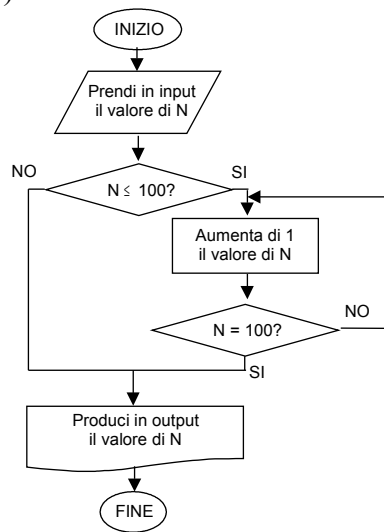 )
INIZIO
Prendi in input
il valore di N
NO
SI
N ≤ 100?
Aumenta di 1
il valore di N
NO
N = 100?
SI
Produci in output
il valore di N
FINE